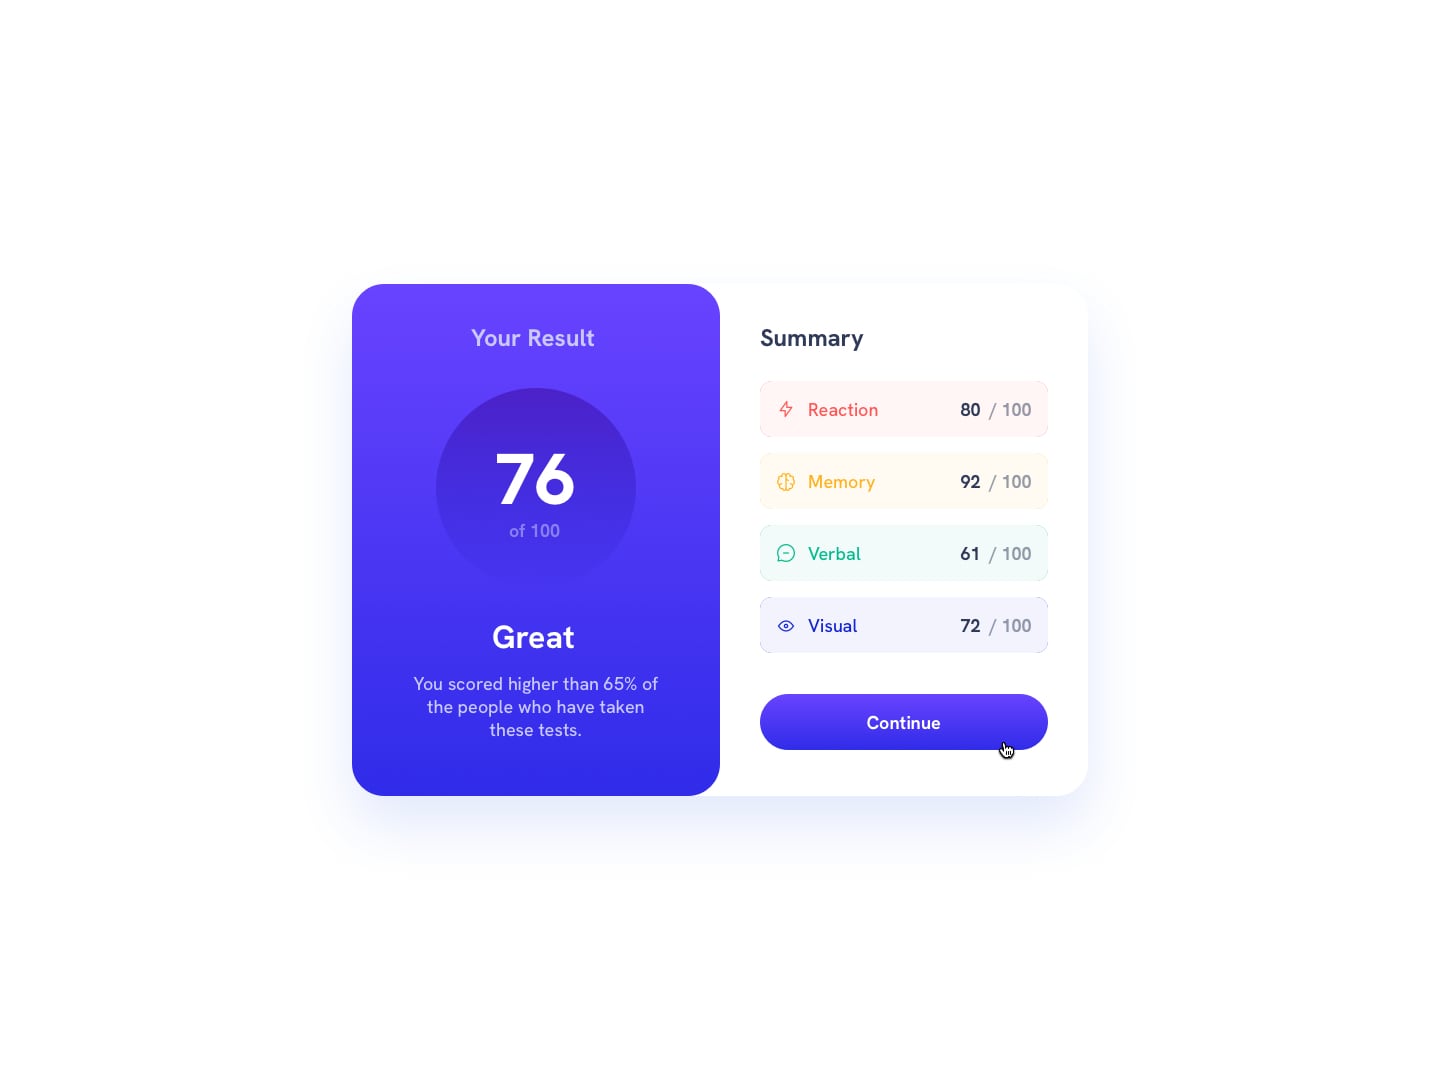 Your Result
76
of 100
Great
You scored higher than 65% of
the people who have taken
these tests.
Summary
Reaction 80 / 100
Memory 92 / 100
Verbal 61 / 100
Visual 72 / 100
Continue